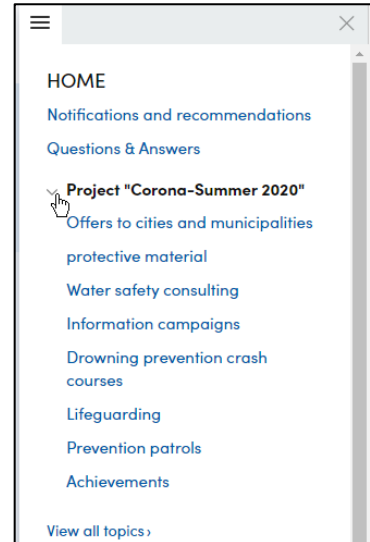 HOME
Notifications and recommendations
Questions & Answers
Project "Corona-Summer 2020"
Offers to cities and municipalities
protective material
Water safety consulting
Information campaigns
Drowning prevention crash
courses
Lifeguarding
Prevention patrols
Achievements
View all topics›